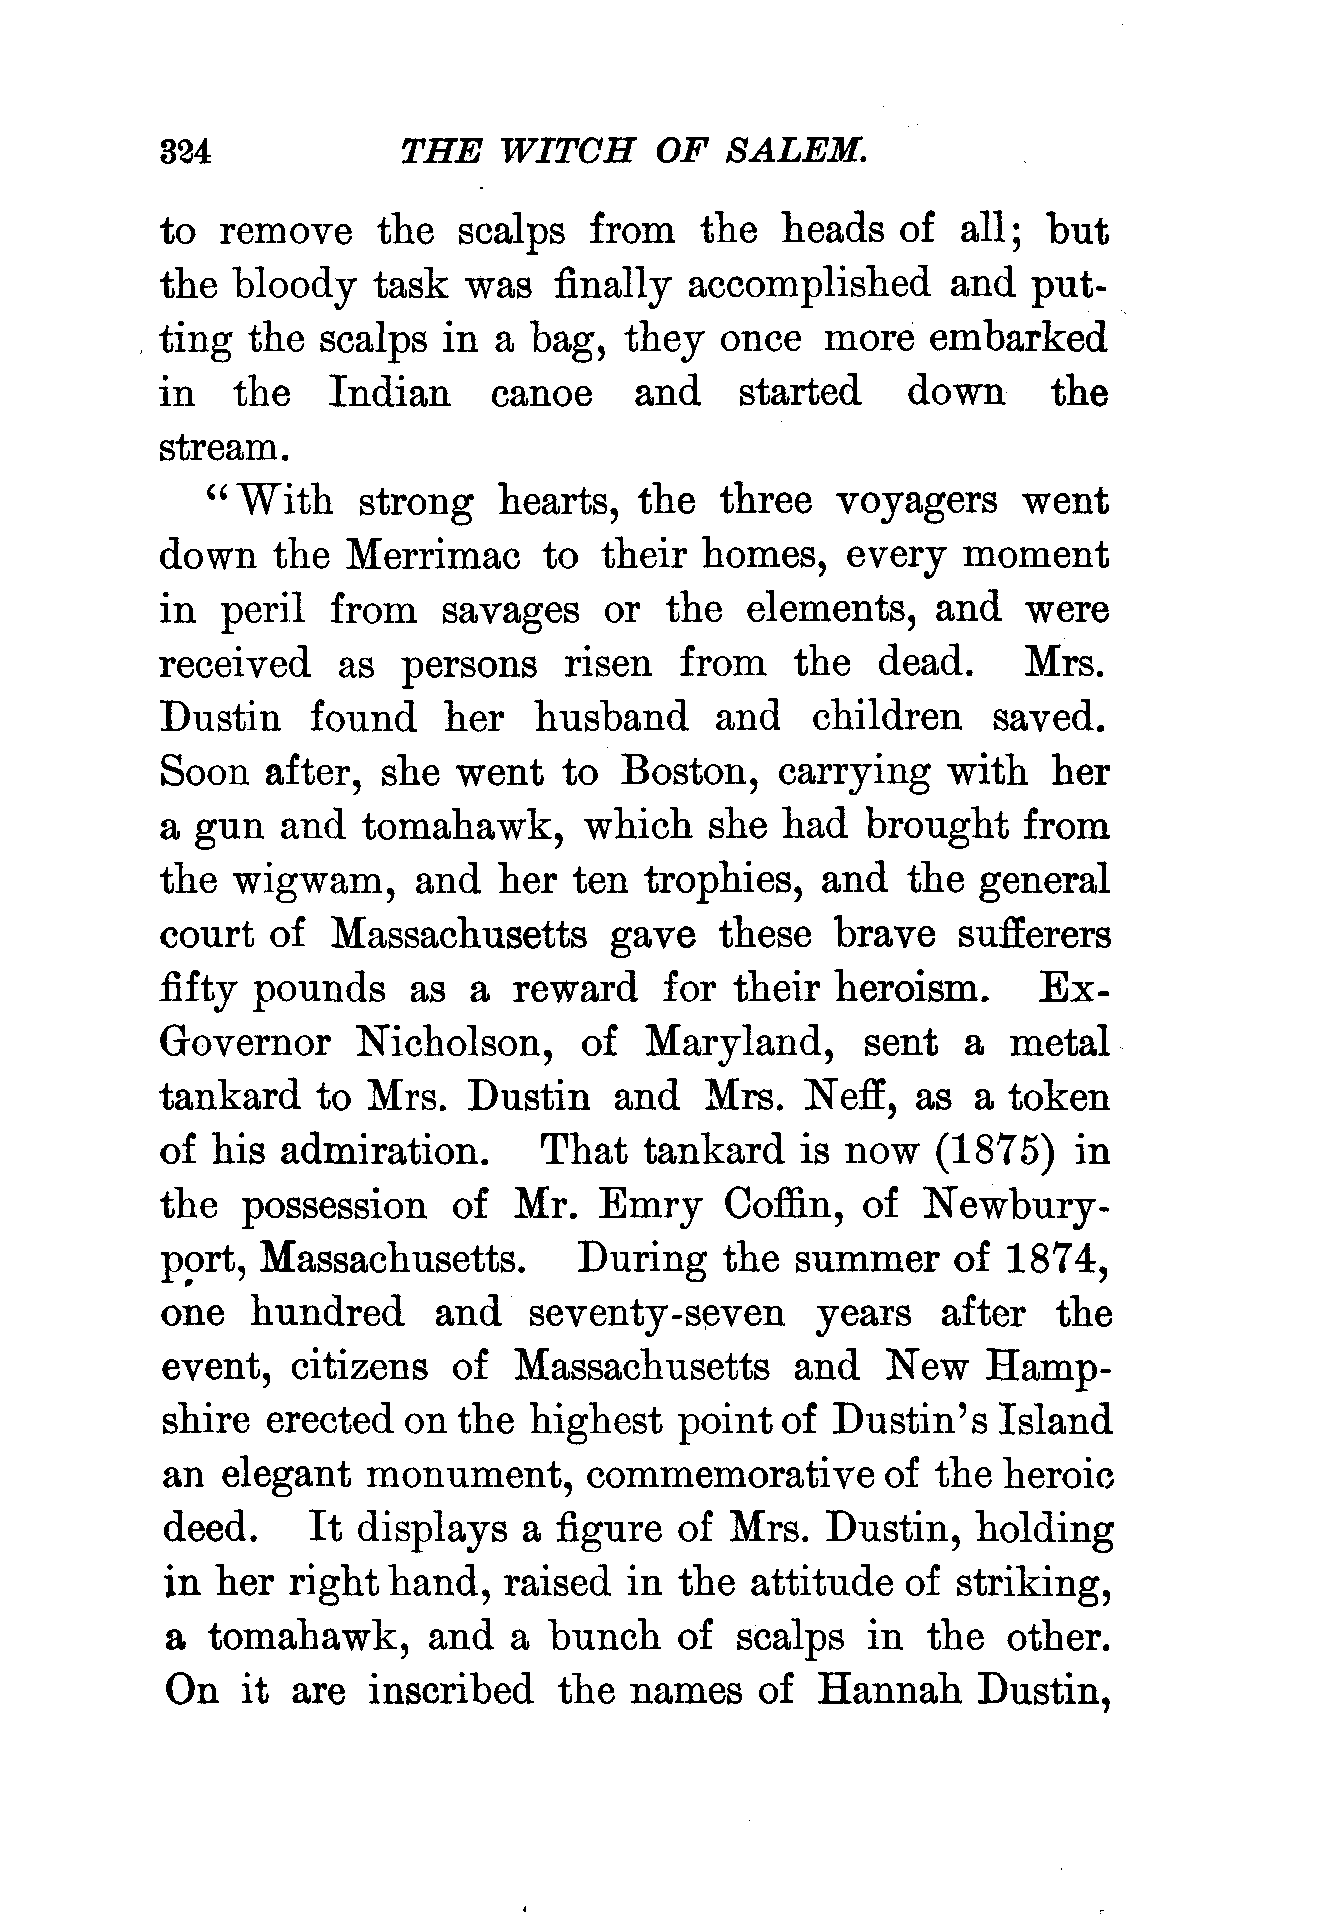 324 THE WITCH OF SALEM.
to remove the scalps from the heads of all; but
the bloody task was finally accomplished and put-
ting the scalps in a bag, they once more embarked
in the Indian canoe and started down the
stream.
“With strong hearts, the three voyagers went
down the Merrimac to their homes, every moment
in peril from savages or the elements, and were
received as persons risen from the dead. Mrs.
Dustin found her husband and children saved.
Soon after, she went to Boston, carrying with her
a gun and tomahawk, which she had brought from
the wigwam, and her ten trophies, and the general
court of Massachusetts gave these brave sufferers
fifty pounds as a reward for their heroism. Ex-
Governor Nicholson, of Maryland, sent a metal
tankard to Mrs. Dustin and Mrs. Neff, as a token
of his admiration. That tankard is now (1875) in
the possession of Mr. Emry Coffin, of Newbury-
port, Massachusetts. During the summer of 1874,
one hundred and seventy-seven years after the
event, citizens of Massachusetts and New Hamp-
shire erected on the highest point of Dustin’s Island
an elegant monument, commemorative of the heroic
deed. It displays a figure of Mrs. Dustin, holding
in her right hand, raised in the attitude of striking,
a tomahawk, and a bunch of scalps in the other.
On it are inscribed the names of Hannah Dustin,